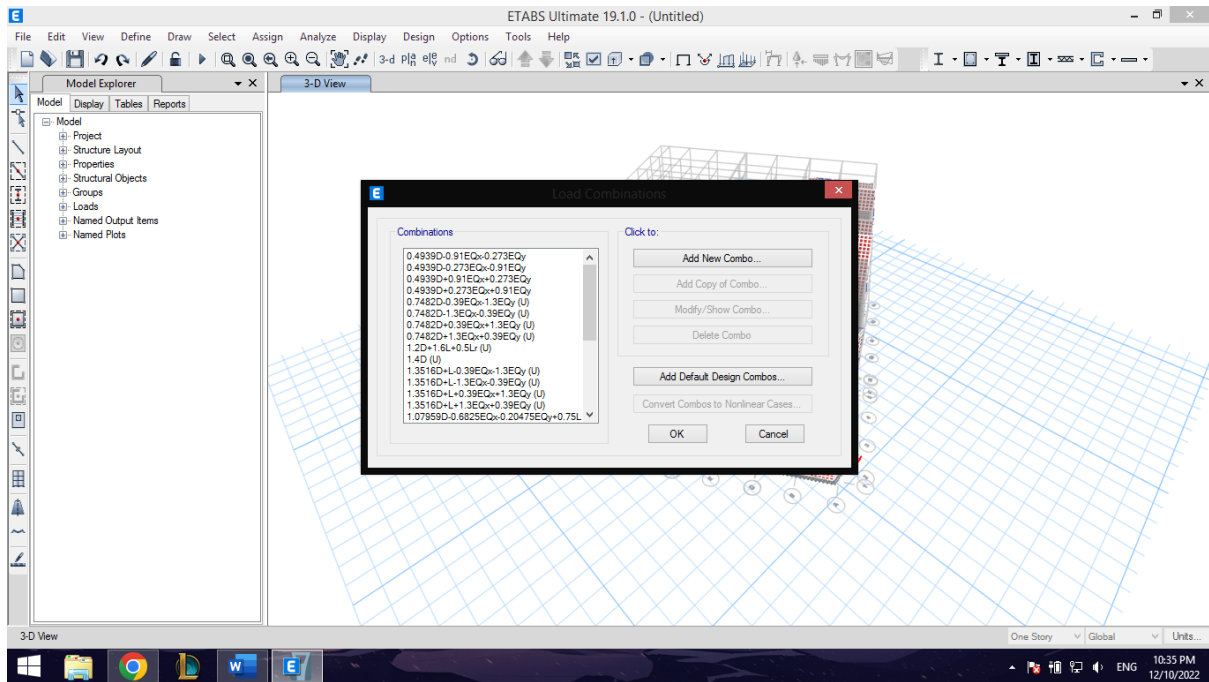 ETABS Ultimate 19.1.0 - (Untitled)
File Edit View Define Draw Select Assign Analyze Display Design Options Tools Help
3-d nd
Model Explorer
3-D View
Model Display Tables Reports
Model
Project
Structure Layout
Properties
Structural Objects
Groups
Loads
Named Output Items
Named Plots
E
Load Combinations
Combinations
0.4939D-0.91EQx-0.273EQy
0.4939D-0.273EQx-0.91EQy
0.4939D+0.91EQx+0.273EQy
0.4939D+0.273EQx+0.91EQy
0.7482D-0.39EQx-1.3EQy (U)
0.7482D-1.3EQx-0.39EQy (U)
0.7482D+0.39EQx+1.3EQy (U)
0.7482D+1.3EQx+0.39EQy (U)
1.2D+1.6L+0.5Lr (U)
1.4D (U)
1.3516D+L-0.39EQx-1.3EQy (U)
1.3516D+L-1.3EQx-0.39EQy (U)
1.3516D+L+0.39EQx+1.3EQy (U)
1.3516D+L+1.3EQx+0.39EQy (U)
1.07959D-0.6825EQx-0.20475EQy+0.75L
Click to:
Add New Combo...
Add Copy of Combo...
Modify/Show Combo...
Delete Combo
Add Default Design Combos...
Convert Combos to Nonlinear Cases...
OK Cancel
3-D View
One Story Global Units...
ENG
10:35 PM
12/10/2022